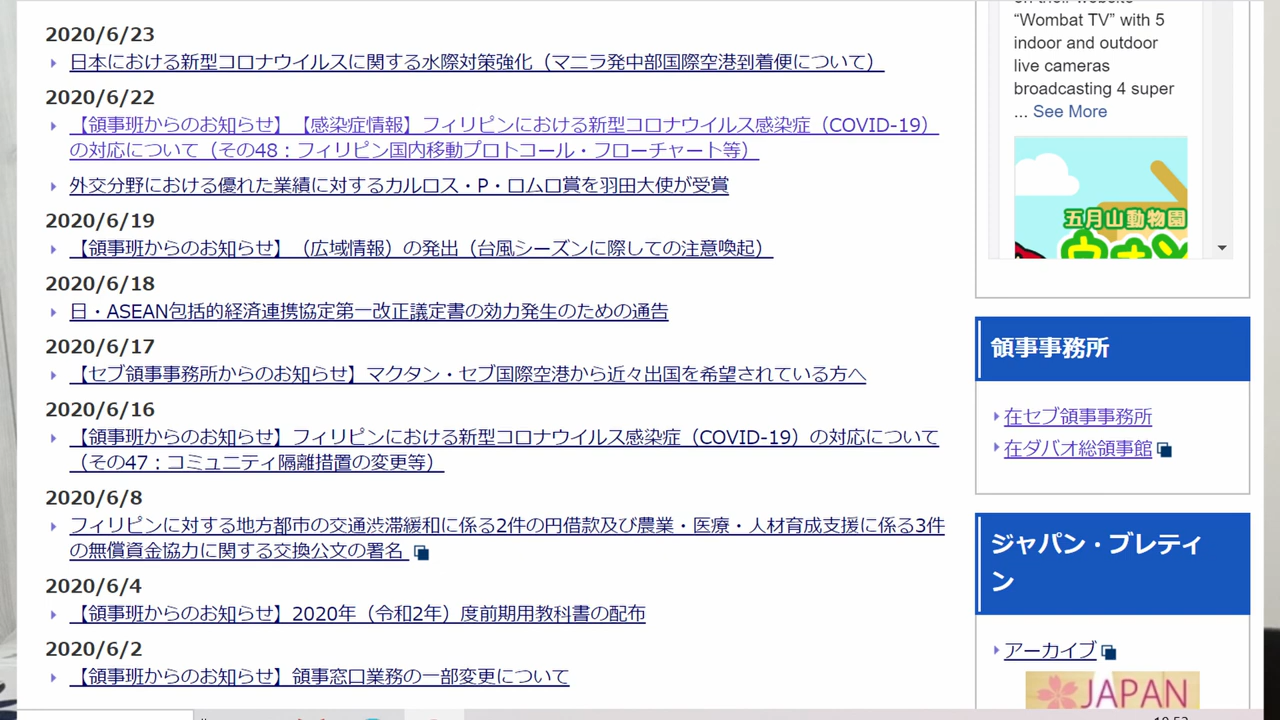 2020/6/23
日本における新型コロナウイルスに関する水際対策強化（マニラ発中部国際空港到着便について）
2020/6/22
【領事班からのお知らせ】【感染症情報】フィリピンにおける新型コロナウイルス感染症（COVID-19）
の対応について（その48：フィリピン国内移動プロトコール・フローチャート等）
外交分野における優れた業績に対するカルロス・P・ロムロ賞を羽田大使が受賞
2020/6/19
【領事班からのお知らせ】（広域情報）の発出（台風シーズンに際しての注意喚起）
2020/6/18
日・ASEAN包括的経済連携協定第一改正議定書の効力発生のための通告
2020/6/17
【セブ領事事務所からのお知らせ】マクタン・セブ国際空港から近々出国を希望されている方へ
2020/6/16
【領事班からのお知らせ】フィリピンにおける新型コロナウイルス感染症（COVID-19）の対応について
（その47：コミュニティ隔離措置の変更等）
2020/6/8
フィリピンに対する地方都市の交通渋滞緩和に係る2件の円借款及び農業・医療・人材育成支援に係る3件
の無償資金協力に関する交換公文の署名
2020/6/4
【領事班からのお知らせ】2020年（令和2年）度前期用教科書の配布
2020/6/2
【領事班からのお知らせ】領事窓口業務の一部変更について
“Wombat TV” with 5
indoor and outdoor
live cameras
broadcasting 4 super
... See More
五月山動物園
領事事務所
在セブ領事事務所
在ダバオ総領事館
ジャパン・ブレティ
ン
アーカイブ
JAPAN